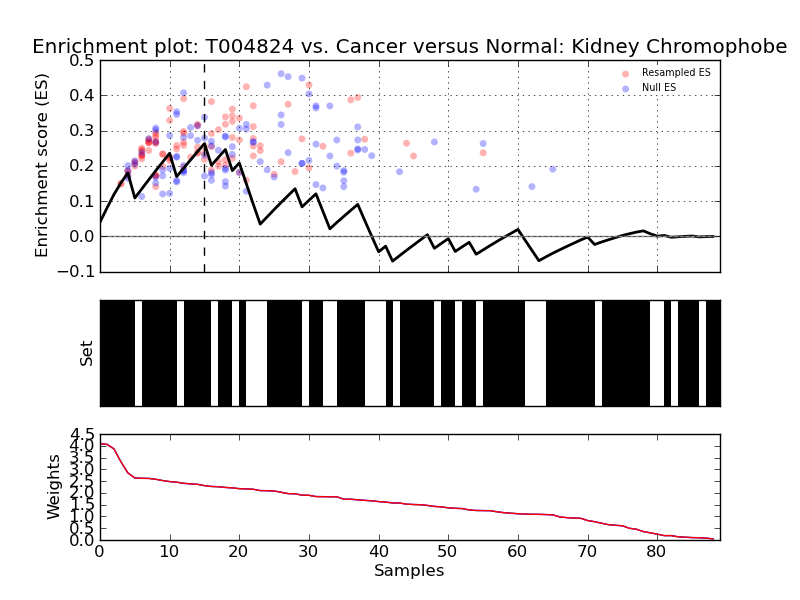 Enrichment plot: T004824 vs. Cancer versus Normal: Kidney Chromophobe
0.5
0.4
0.3
0.2
0.1
0.0
−0.1
Enrichment score (ES)
Resampled ES
Null ES
Set
4.5
4.0
3.5
3.0
2.5
2.0
1.5
1.0
0.5
0.0
Weights
0 10 20 30 40 50 60 70 80
Samples